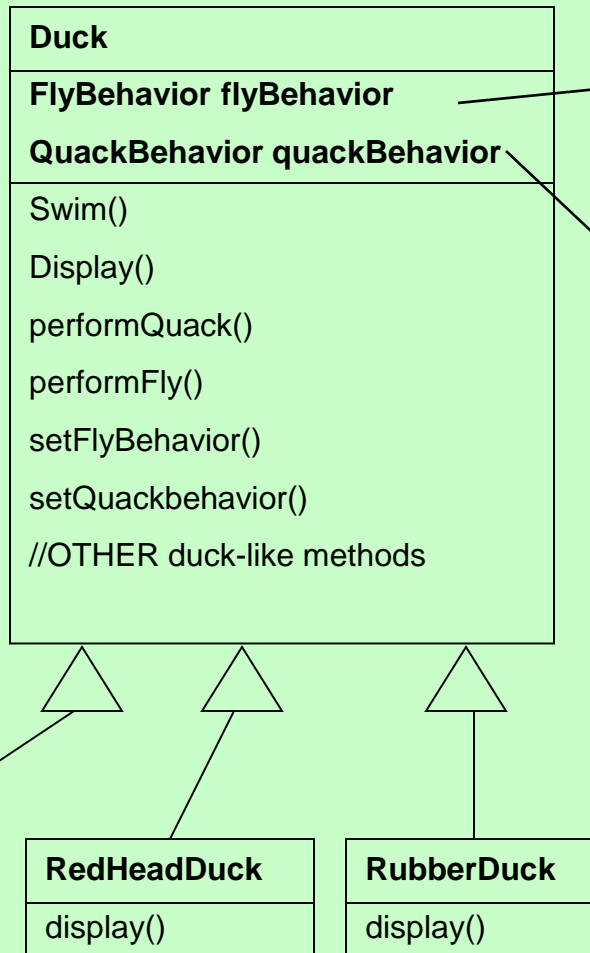 Duck
FlyBehavior flyBehavior
QuackBehavior quackBehavior
Swim()
Display()
performQuack()
performFly()
setFlyBehavior()
setQuackbehavior()
//OTHER duck-like methods
RedHeadDuck
display()
RubberDuck
display()